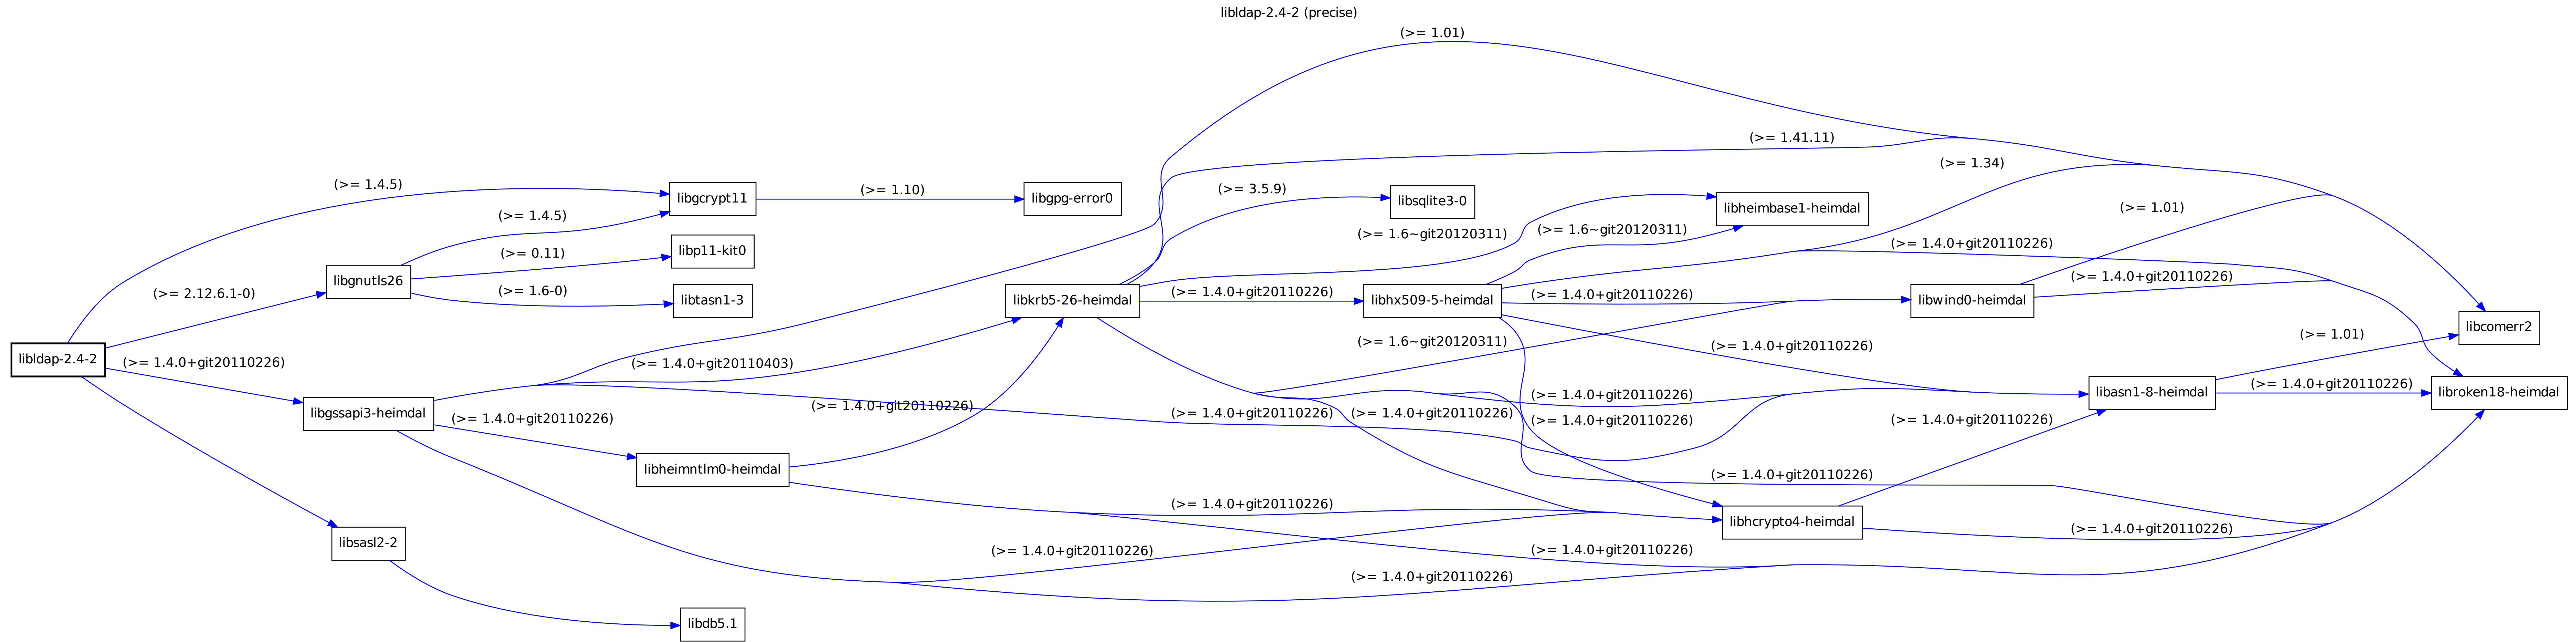 libldap-2.4-2 (precise)
(>= 1.01)
(>= 1.41.11)
(>= 1.34)
(>= 1.4.5)
(>= 1.10)
(>= 3.5.9)
libgcrypt11
libgpg-error0
libsqlite3-0
libheimbase1-heimdal
(>= 1.01)
(>= 1.4.5)
(>= 1.6~git20120311)
(>= 1.6~git20120311)
(>= 1.4.0+git20110226)
(>= 0.11)
libp11-kit0
libgnutls26
(>= 1.4.0+git20110226)
(>= 2.12.6.1-0)
(>= 1.6-0)
libtasn1-3
libkrb5-26-heimdal
(>= 1.4.0+git20110226)
libhx509-5-heimdal
(>= 1.4.0+git20110226)
libwind0-heimdal
libcomerr2
(>= 1.01)
(>= 1.6~git20120311)
(>= 1.4.0+git20110226)
libldap-2.4-2
(>= 1.4.0+git20110226)
(>= 1.4.0+git20110403)
(>= 1.4.0+git20110226)
libasn1-8-heimdal
(>= 1.4.0+git20110226)
libroken18-heimdal
(>= 1.4.0+git20110226)
(>= 1.4.0+git20110226)
libgssapi3-heimdal
(>= 1.4.0+git20110226)
(>= 1.4.0+git20110226)
(>= 1.4.0+git20110226)
(>= 1.4.0+git20110226)
(>= 1.4.0+git20110226)
libheimntlm0-heimdal
(>= 1.4.0+git20110226)
(>= 1.4.0+git20110226)
libhcrypto4-heimdal
(>= 1.4.0+git20110226)
libsasl2-2
(>= 1.4.0+git20110226)
(>= 1.4.0+git20110226)
(>= 1.4.0+git20110226)
libdb5.1